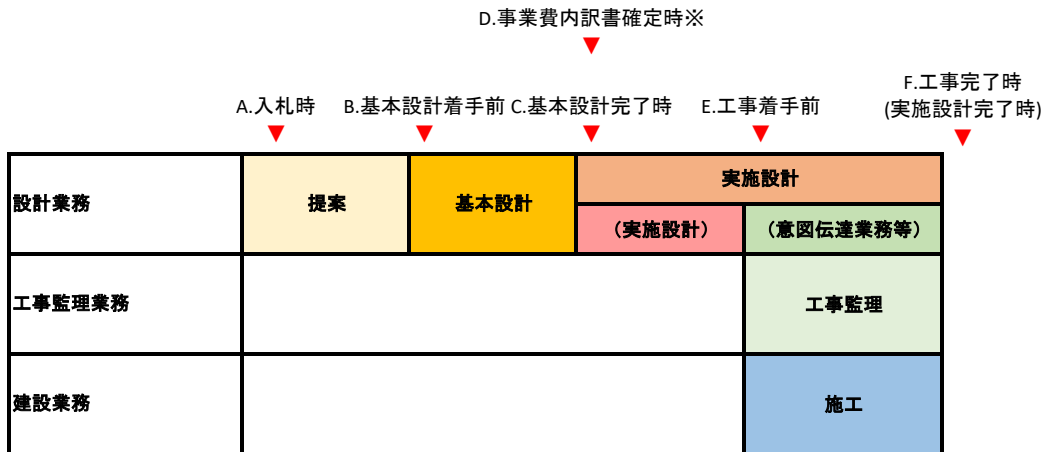 D.事業費内訳書確定時※
F.工事完了時
(実施設計完了時)
A.入札時
B.基本設計着手前
C.基本設計完了時
E.工事着手前
設計業務
提案
基本設計
実施設計
（実施設計）
（意図伝達業務等）
工事監理業務
工事監理
建設業務
施工